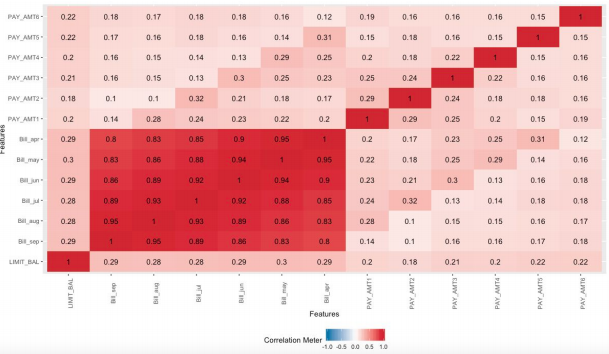 PAY_AMT6 0.22 0.18 0.17 0.18 0.18 0.16 0.12 0.19 0.16 0.16 0.16 0.15 1
PAY_AMT5 0.22 0.17 0.16 0.18 0.16 0.14 0.31 0.15 0.18 0.16 0.15 1 0.15
PAY_AMT4 0.2 0.16 0.15 0.14 0.13 0.29 0.25 0.2 0.18 0.22 1 0.15 0.16
PAY_AMT3 0.21 0.16 0.15 0.13 0.3 0.25 0.23 0.25 0.24 1 0.22 0.16 0.16
PAY_AMT2 0.18 0.1 0.1 0.32 0.21 0.18 0.17 0.29 1 0.24 0.18 0.18 0.16
PAY_AMT1 0.2 0.14 0.28 0.24 0.23 0.22 0.2 1 0.29 0.25 0.2 0.15 0.19
Bill_apr 0.29 0.8 0.83 0.85 0.9 0.95 1 0.2 0.17 0.23 0.25 0.31 0.12
Bill_may 0.3 0.83 0.86 0.88 0.94 1 0.95 0.22 0.18 0.25 0.29 0.14 0.16
Bill_jun 0.29 0.86 0.89 0.92 1 0.94 0.9 0.23 0.21 0.3 0.13 0.16 0.18
Bill_jul 0.28 0.89 0.93 1 0.92 0.88 0.85 0.24 0.32 0.13 0.14 0.18 0.18
Bill_aug 0.28 0.95 1 0.93 0.89 0.86 0.83 0.28 0.1 0.15 0.15 0.16 0.17
Bill_sep 0.29 1 0.95 0.89 0.86 0.83 0.8 0.14 0.1 0.16 0.16 0.17 0.18
LIMIT_BAL 1 0.29 0.28 0.28 0.29 0.3 0.29 0.2 0.18 0.21 0.2 0.22 0.22
Features
LIMIT_BAL Bill_sep Bill_aug Bill_jul Bill_jun Bill_may Bill_apr PAY_AMT1 PAY_AMT2 PAY_AMT3 PAY_AMT4 PAY_AMT5 PAY_AMT6
Features
Correlation Meter
-1.0 -0.5 0.0 0.5 1.0